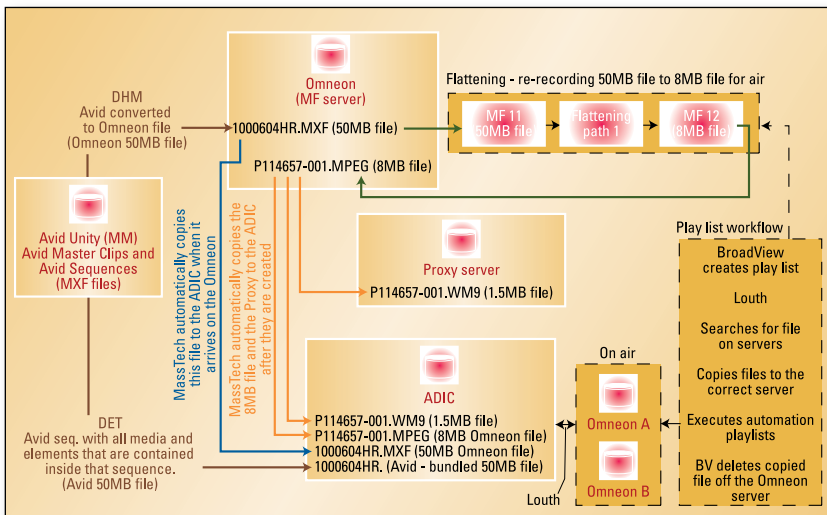 DHM
Avid converted
to Omneon file
(Omneon 50MB file)
Omneon
(MF server)
1000604HR.MXF (50MB file)
P114657-001.MPEG (8MB file)
Flattening - re-recording 50MB file to 8MB file for air
MF 11
(50MB file)
Flattening
path 1
MF 12
(8MB file)
Avid Unity (MM)
Avid Master Clips and
Avid Sequences
(MXF files)
MassTech automatically copies
this file to the ADIC when it
arrives on the Omneon
MassTech automatically copies the
8MB file and the Proxy to the ADIC
after they are created
Proxy server
P114657-001.WM9 (1.5MB file)
Play list workflow
BroadView
creates play list
Louth
Searches for file
on servers
Copies files to the
correct server
Executes automation
playlists
BV deletes copied
file off the Omneon
server
ADIC
P114657-001.WM9 (1.5MB file)
P114657-001.MPEG (8MB Omneon file)
1000604HR.MXF (50MB Omneon file)
1000604HR. (Avid - bundled 50MB file)
On air
Omneon A
Omneon B
Louth
DET
Avid seq. with all media and
elements that are contained
inside that sequence.
(Avid 50MB file)